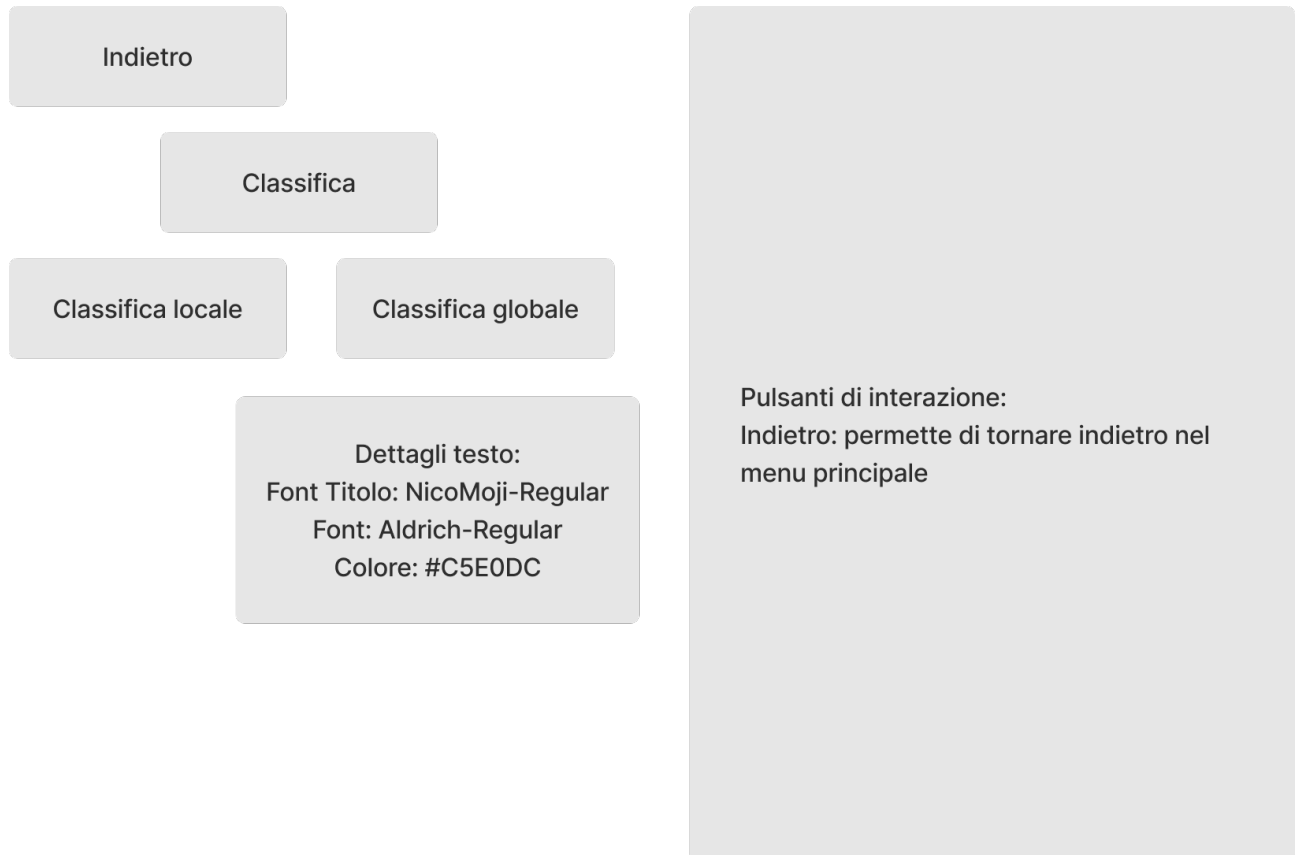 Indietro
Classifica
Classifica locale
Classifica globale
Dettagli testo:
Font Titolo: NicoMoji-Regular
Font: Aldrich-Regular
Colore: #C5E0DC
Pulsanti di interazione:
Indietro: permette di tornare indietro nel
menu principale